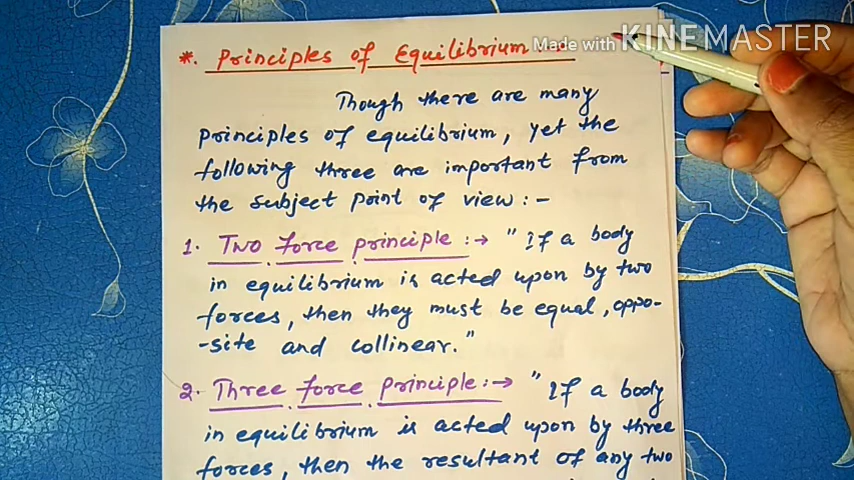 *. Principles of Equilibrium :-
Made with KINEMASTER
Though there are many
principles of equilibrium, yet the
following three are important from
the subject point of view :-
1. Two force principle :→ "If a body
in equilibrium is acted upon by two
forces, then they must be equal, oppo-
-site and collinear."
2. Three force principle :→ "If a body
in equilibrium is acted upon by three
forces, then the resultant of any two